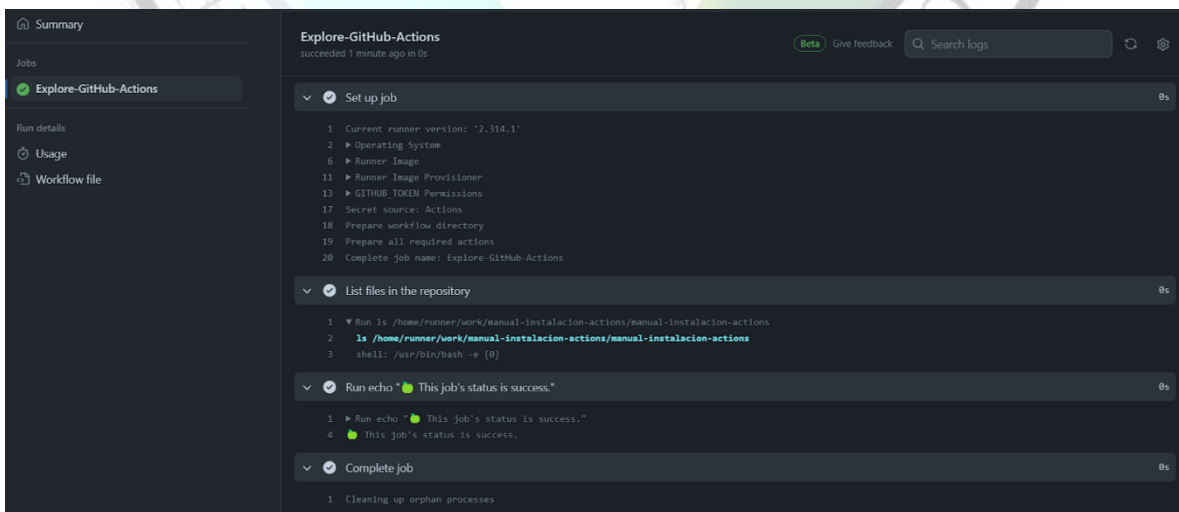 Summary
Jobs
Explore-GitHub-Actions
Run details
Usage
Workflow file
Explore-GitHub-Actions
succeeded 1 minute ago in 0s
Beta Give feedback Search logs
Set up job 0s
1 Current runner version: '2.314.1'
2 ▶ Operating System
6 ▶ Runner Image
11 ▶ Runner Image Provisioner
13 ▶ GITHUB_TOKEN Permissions
17 Secret source: Actions
18 Prepare workflow directory
19 Prepare all required actions
20 Complete job name: Explore-GitHub-Actions
List files in the repository 0s
1 ▼ Run ls /home/runner/work/manual-instalacion-actions/manual-instalacion-actions
2 ls /home/runner/work/manual-instalacion-actions/manual-instalacion-actions
3 shell: /usr/bin/bash -e {0}
Run echo "🍏 This job's status is success." 0s
1 ▶ Run echo "🍏 This job's status is success."
4 🍏 This job's status is success.
Complete job 0s
1 Cleaning up orphan processes